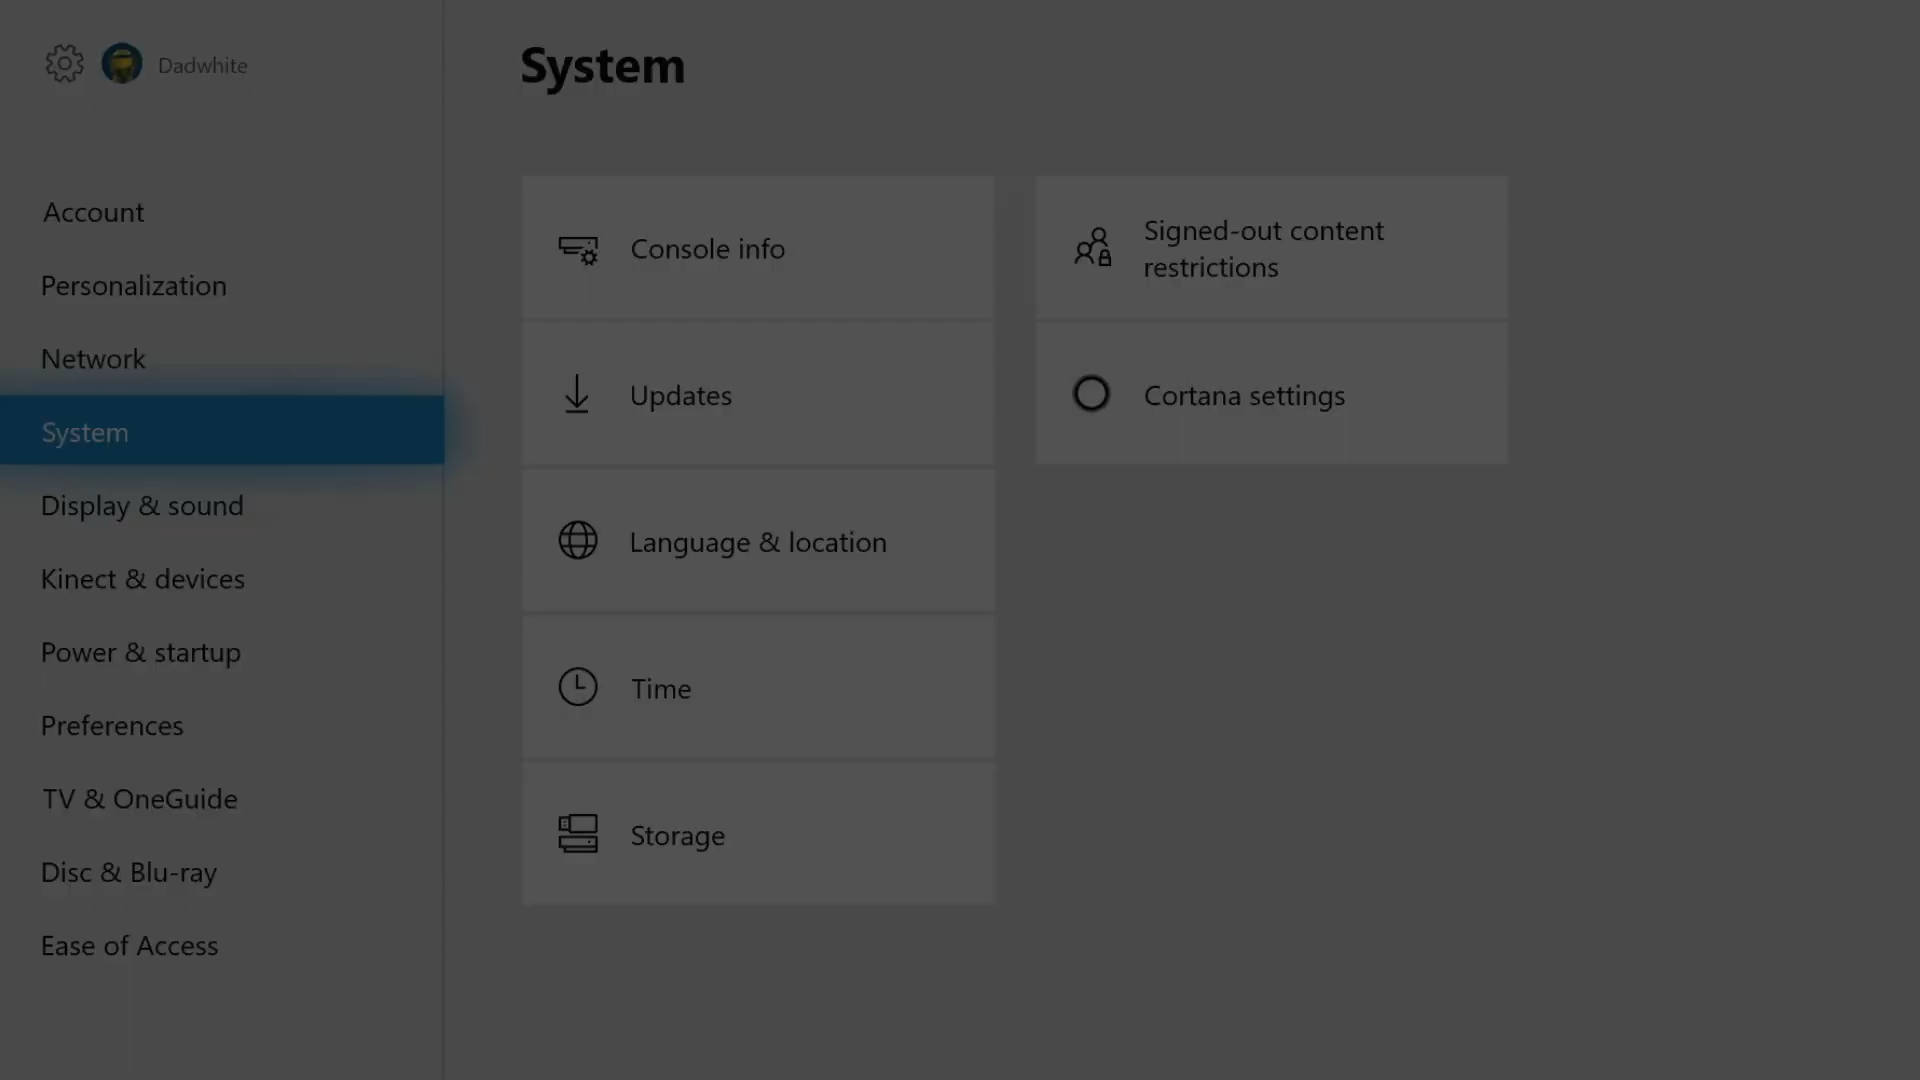 Dadwhite
System
Account
Personalization
Network
System
Display & sound
Kinect & devices
Power & startup
Preferences
TV & OneGuide
Disc & Blu-ray
Ease of Access
Console info
Updates
Language & location
Time
Storage
Signed-out content
restrictions
Cortana settings